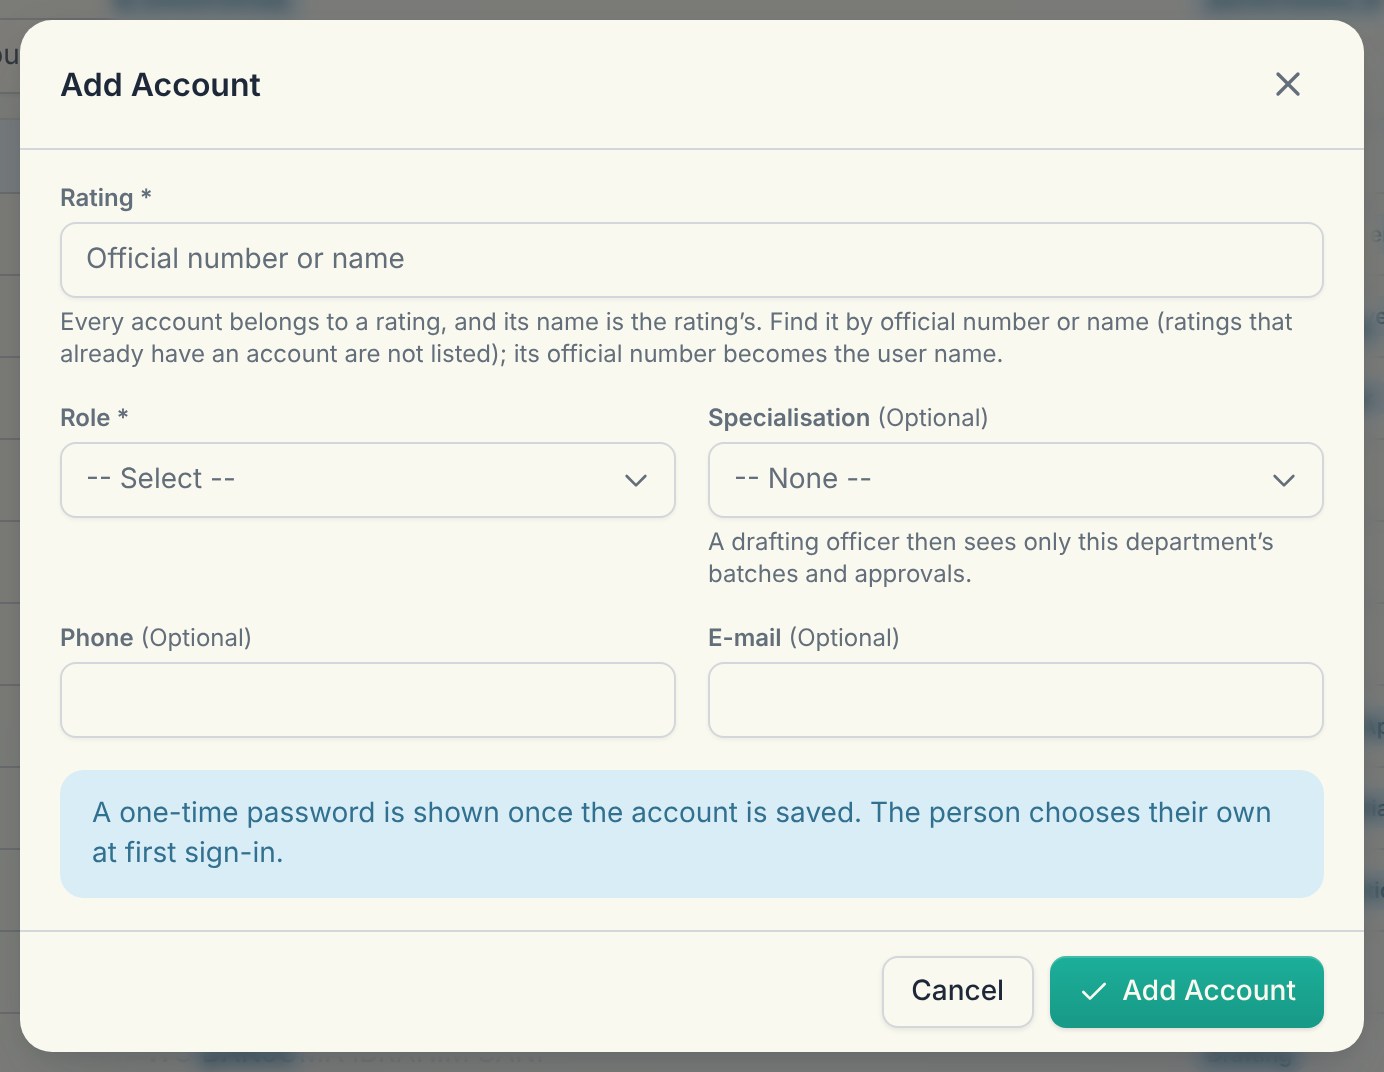 Add Account
Rating *
Official number or name
Every account belongs to a rating, and its name is the rating’s. Find it by official number or name (ratings that
already have an account are not listed); its official number becomes the user name.
Role *
Specialisation (Optional)
-- Select --
-- None --
A drafting officer then sees only this department’s
batches and approvals.
Phone (Optional)
E-mail (Optional)
A one-time password is shown once the account is saved. The person chooses their own
at first sign-in.
Cancel
Add Account